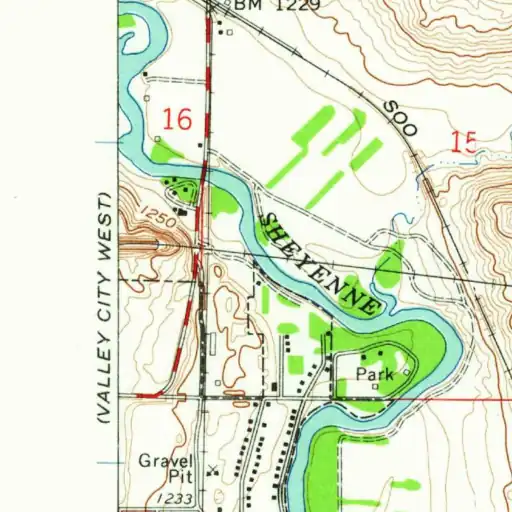 BM 1229
SOO
16
15
1250
SHEYENNE
(VALLEY CITY WEST)
Park
Gravel
Pit
1233